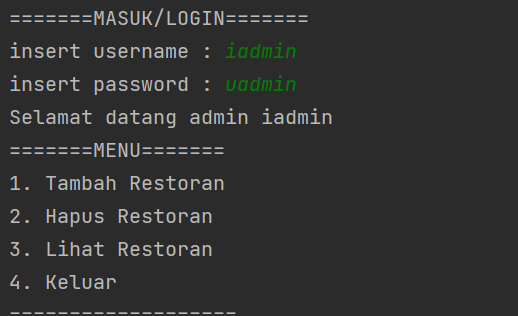 =======MASUK/LOGIN=======
insert username : iadmin
insert password : uadmin
Selamat datang admin iadmin
=======MENU=======
1. Tambah Restoran
2. Hapus Restoran
3. Lihat Restoran
4. Keluar
===================